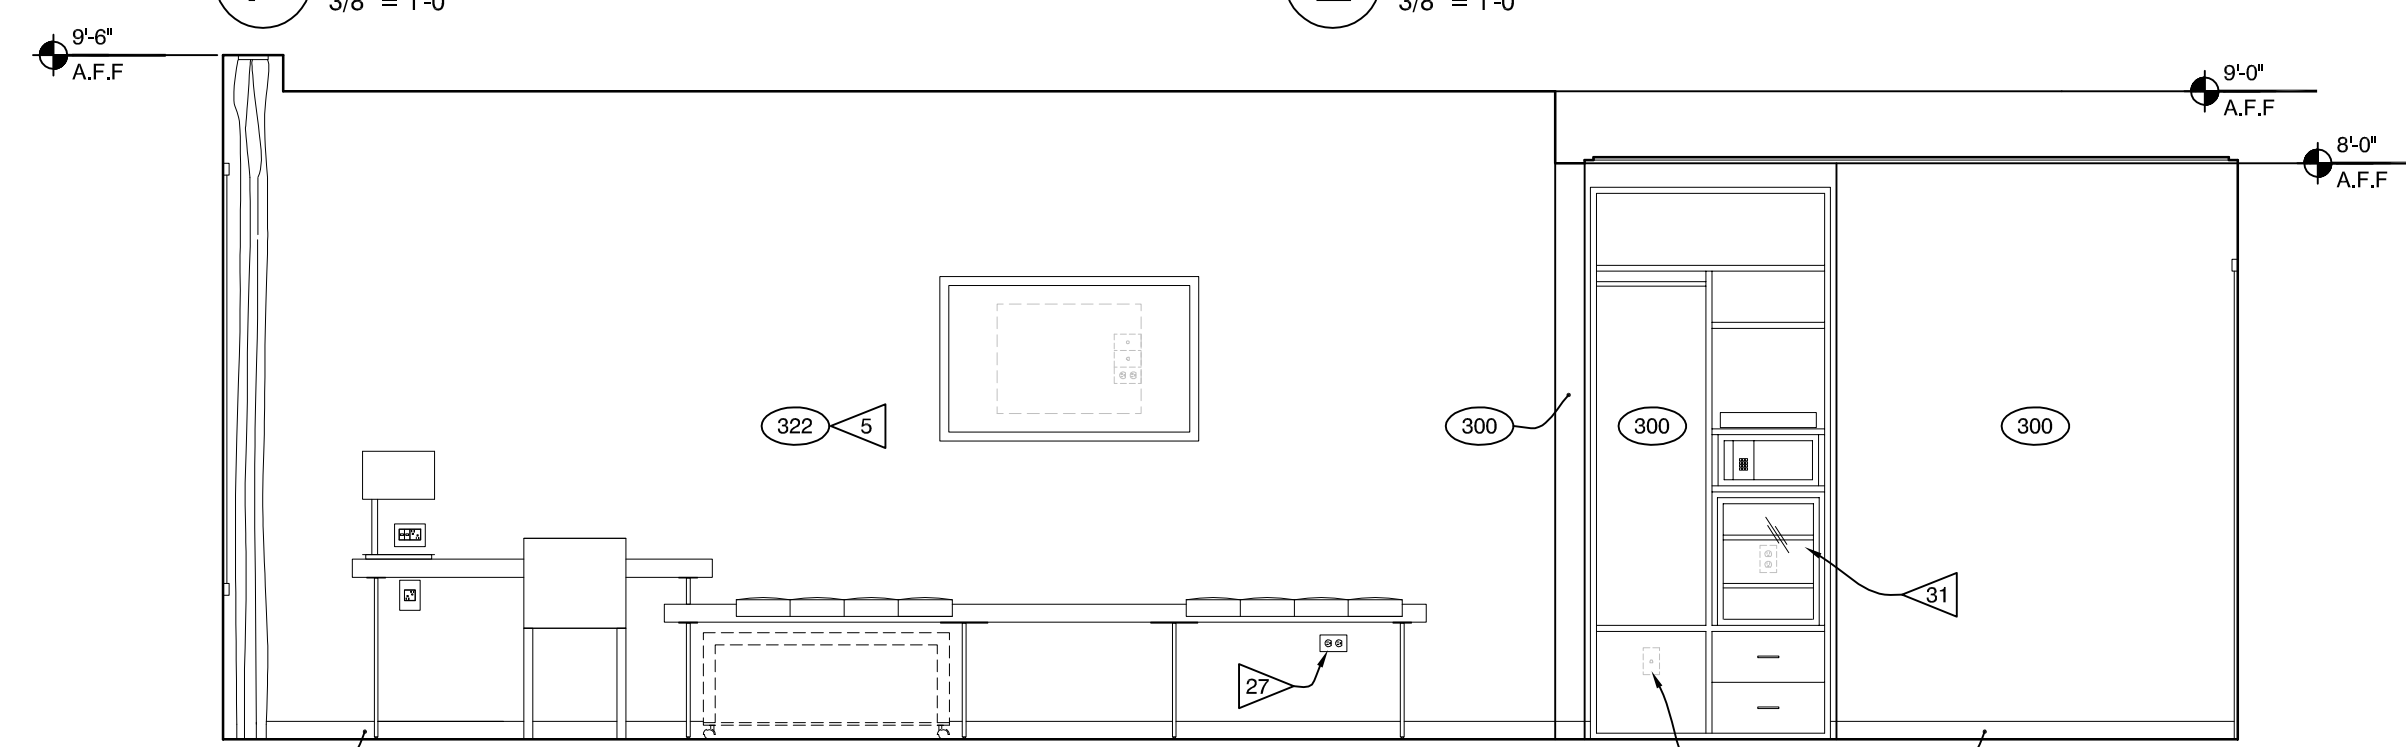 3/8" = 1'-0"
3/8" = 1'-0"
9'-6"
A.F.F
9'-0"
A.F.F
8'-0"
A.F.F
322
5
300
300
300
31
27